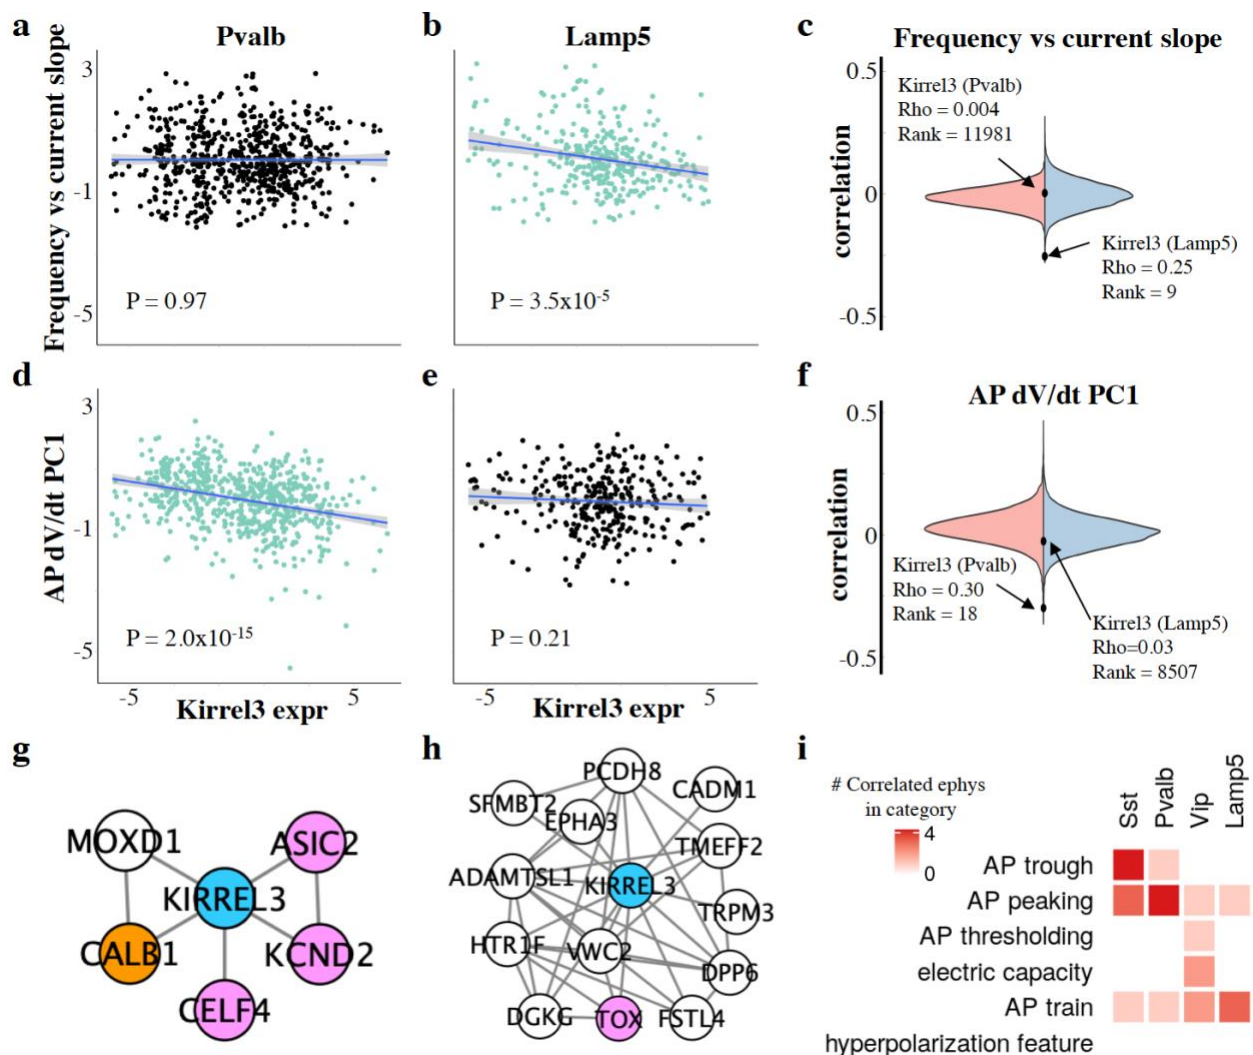 a
Pvalb
b
Lamp5
c
Frequency vs current slope
Frequency vs current slope
3
-1
-5
P = 0.97
P = 3.5x10-5
correlation
0.5
0
-0.5
Kirrel3 (Pvalb)
Rho = 0.004
Rank = 11981
Kirrel3 (Lamp5)
Rho = 0.25
Rank = 9
d
e
f
AP dV/dt PC1
AP dV/dt PC1
3
-1
-5
P = 2.0x10-15
P = 0.21
-5
5
-5
5
Kirrel3 expr
Kirrel3 expr
correlation
0.5
0
-0.5
Kirrel3 (Pvalb)
Rho = 0.30
Rank = 18
Kirrel3 (Lamp5)
Rho=0.03
Rank = 8507
g
MOXD1
ASIC2
KIRREL3
CALB1
KCND2
CELF4
h
PCDH8
CADM1
SFMBT2
EPHA3
TMEFF2
ADAMTSL1
KIRREL3
TRPM3
HTR1F
VWC2
DPP6
DGKG
TOX
FSTL4
i
# Correlated ephys
in category
4
0
Sst
Pvalb
Vip
Lamp5
AP trough
AP peaking
AP thresholding
electric capacity
AP train
hyperpolarization feature